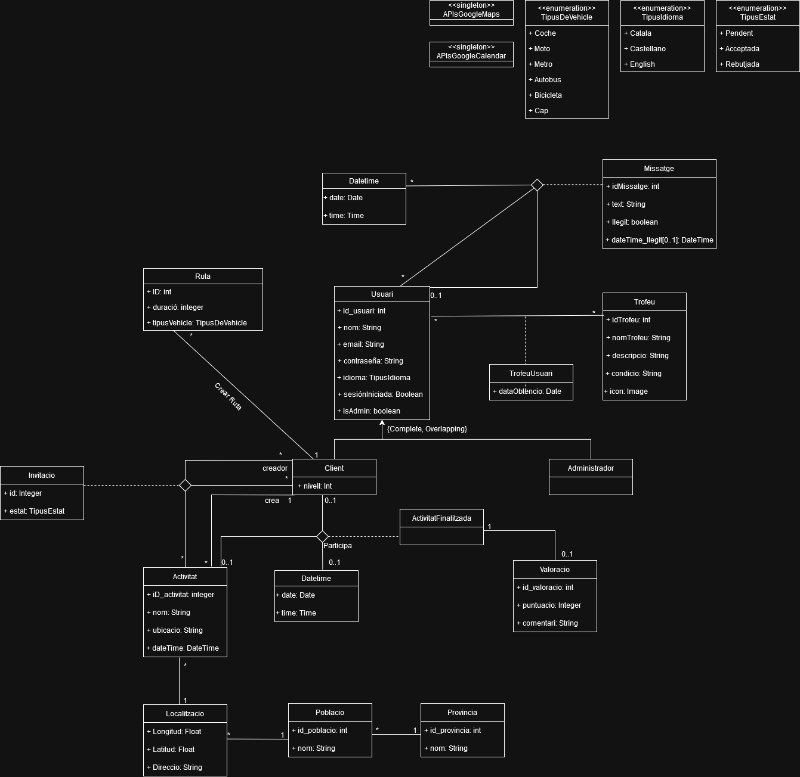 <<singleton>>
APIsGoogleMaps
<<singleton>>
APIsGoogleCalendar
<<enumeration>>
TipusDeVehicle
+ Coche
+ Moto
+ Metro
+ Autobus
+ Bicicleta
+ Cap
<<enumeration>>
TipusIdioma
+ Catala
+ Castellano
+ English
<<enumeration>>
TipusEstat
+ Pendent
+ Acceptada
+ Rebutjada
Datetime
+ date: Date
+ time: Time
*
Missatge
+ idMissatge: int
+ text: String
+ llegit: boolean
+ dateTime_llegit[0..1]: DateTime
*
0..1
Ruta
+ ID: int
+ duració: integer
+ tipusVehicle: TipusDeVehicle
*
Usuari
+ id_usuari: int
+ nom: String
+ email: String
+ contraseña: String
+ idioma: TipusIdioma
+ sesiónIniciada: Boolean
+ isAdmin: boolean
*
*
Trofeu
+ idTrofeu: int
+ nomTrofeu: String
+ descripcio: String
+ condicio: String
+ icon: Image
TrofeuUsuari
+ dataObtencio: Date
Crear Ruta
{Complete, Overlapping}
*
1
creador
Client
+ nivell: Int
Administrador
Invitacio
+ id: Integer
+ estat: TipusEstat
*
crea
1
0..1
ActivitatFinalitzada
1
Participa
*
*
0..1
0..1
0..1
Activitat
+ iD_activitat: integer
+ nom: String
+ ubicacio: String
+ dateTime: DateTime
Datetime
+ date: Date
+ time: Time
Valoracio
+ id_valoracio: int
+ puntuacio: Integer
+ comentari: String
*
1
Localitzacio
+ Longitud: Float
+ Latitud: Float
+ Direccio: String
*
1
Poblacio
+ id_poblacio: int
+ nom: String
*
1
Provincia
+ id_provincia: int
+ nom: String